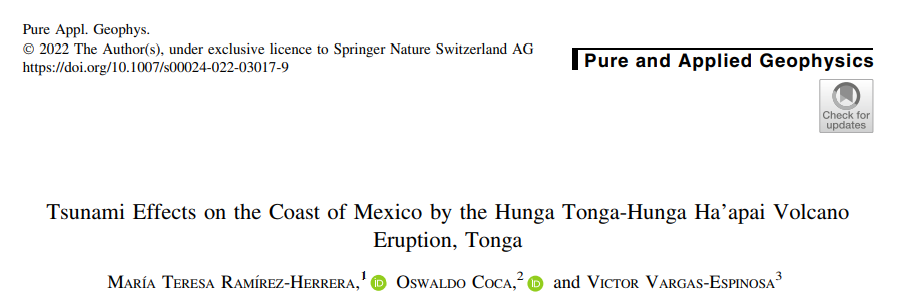 Pure Appl. Geophys.
© 2022 The Author(s), under exclusive licence to Springer Nature Switzerland AG
https://doi.org/10.1007/s00024-022-03017-9
Pure and Applied Geophysics
Check for
updates
Tsunami Effects on the Coast of Mexico by the Hunga Tonga-Hunga Ha’apai Volcano
Eruption, Tonga
MARÍA TERESA RAMÍREZ-HERRERA,1 iD OSWALDO COCA,2 iD and VICTOR VARGAS-ESPINOSA3